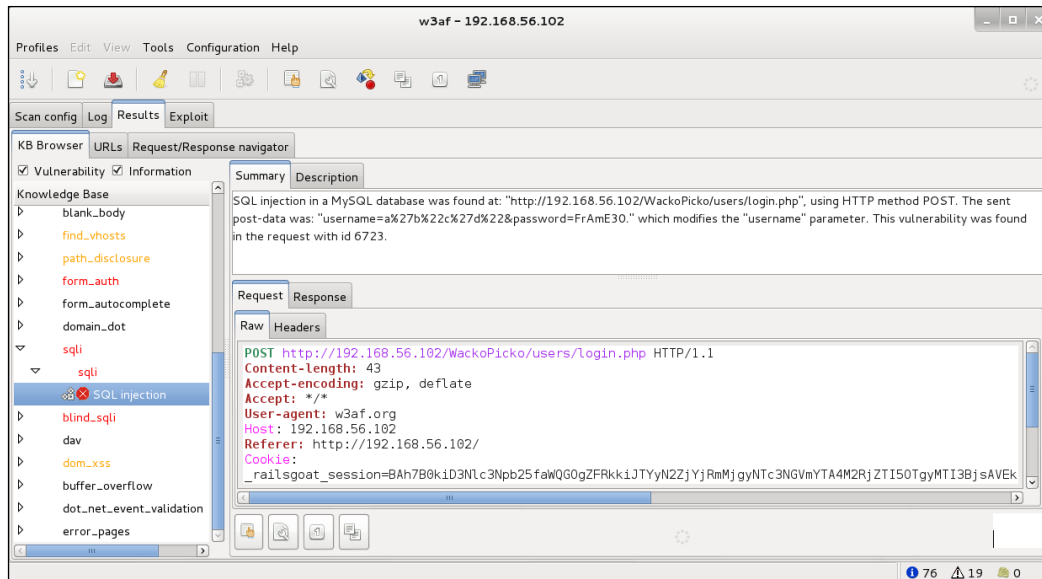 w3af – 192.168.56.102
Profiles Edit View Tools Configuration Help
Scan config Log Results Exploit
KB Browser URLs Request/Response navigator
Vulnerability Information
Knowledge Base
blank_body
find_vhosts
path_disclosure
form_auth
form_autocomplete
domain_dot
sqli
sqli
SQL injection
blind_sqli
dav
dom_xss
buffer_overflow
dot_net_event_validation
error_pages
Summary Description
SQL injection in a MySQL database was found at: "http://192.168.56.102/WackoPicko/users/login.php", using HTTP method POST. The sent
post-data was: "username=a%27b%22c%27d%22&password=FrAmE30." which modifies the "username" parameter. This vulnerability was found
in the request with id 6723.
Request Response
Raw Headers
POST http://192.168.56.102/WackoPicko/users/login.php HTTP/1.1
Content-length: 43
Accept-encoding: gzip, deflate
Accept: */*
User-agent: w3af.org
Host: 192.168.56.102
Referer: http://192.168.56.102/
Cookie:
_railsgoat_session=BAh7B0kiD3Nlc3Npb25faWQGOgZFRkkiJTYyN2ZjYjRmMjgyNTc3NGVmYTA4M2RjZTI5OTgyMTI3BjsAVEk
76 19 0